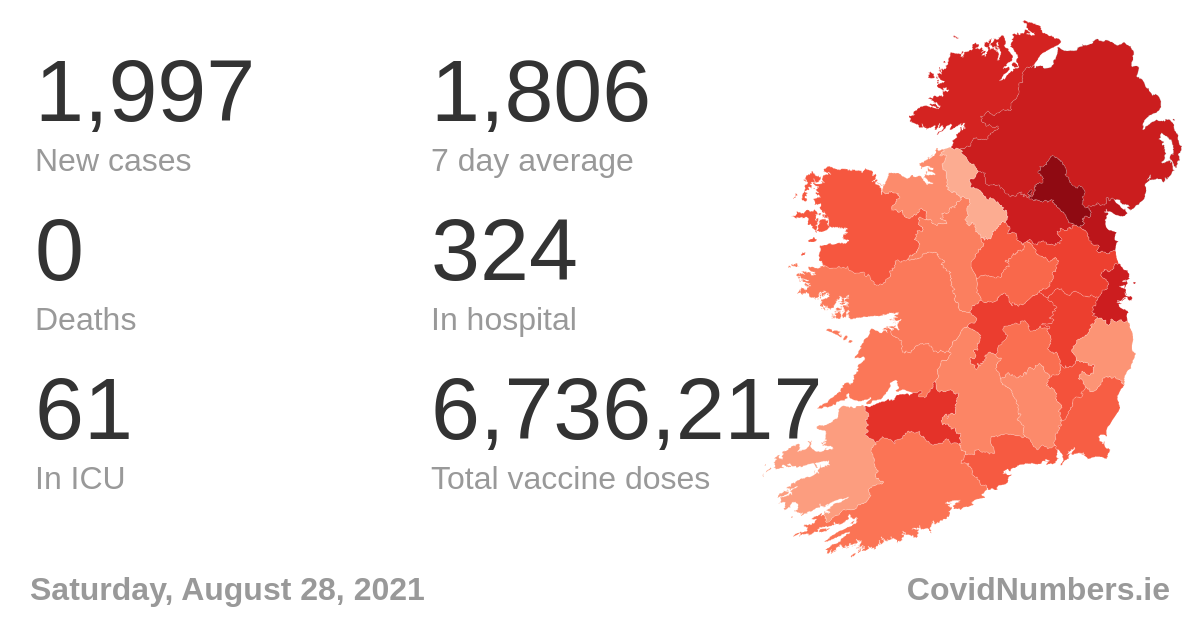 1,997 1,806
New cases 7 day average
0 324
Deaths In hospital
61 6,736,217
In ICU Total vaccine doses
Saturday, August 28, 2021 CovidNumbers.ie